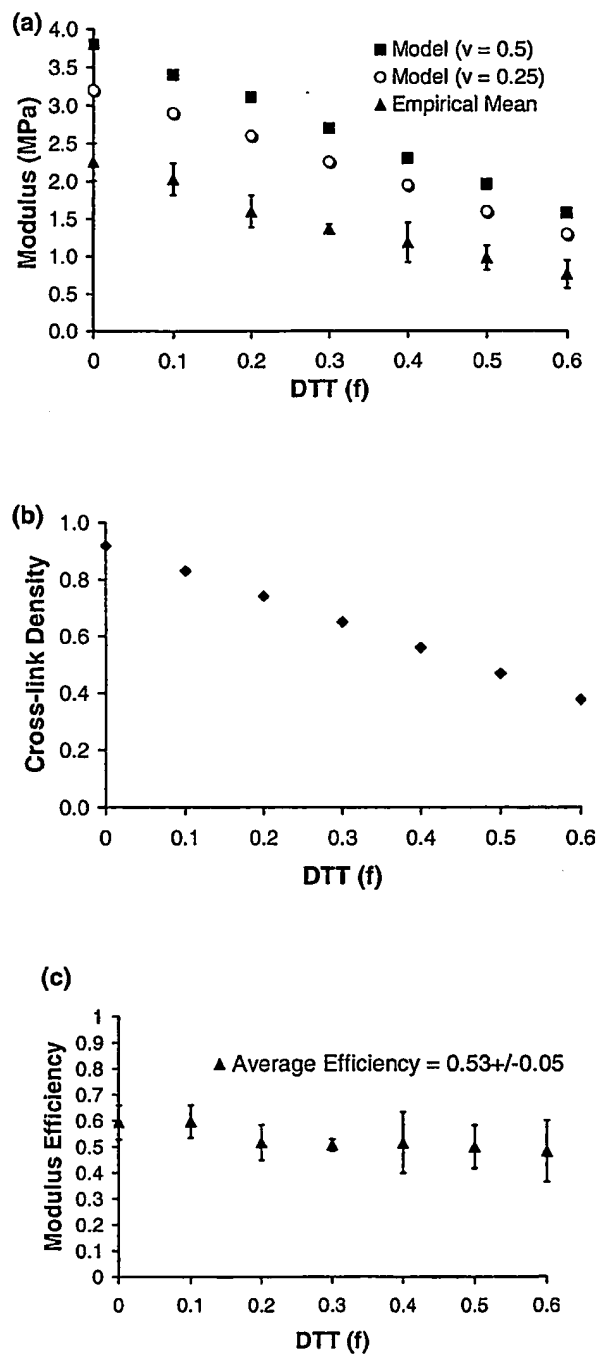 (a)
4.0
3.5
3.0
2.5
2.0
1.5
1.0
0.5
0.0
Modulus (MPa)
Model (v = 0.5)
Model (v = 0.25)
Empirical Mean
0 0.1 0.2 0.3 0.4 0.5 0.6
DTT (f)
(b)
1.0
0.8
0.6
0.4
0.2
0.0
Cross-link Density
0 0.1 0.2 0.3 0.4 0.5 0.6
DTT (f)
(c)
1
0.9
0.8
0.7
0.6
0.5
0.4
0.3
0.2
0.1
0
Modulus Efficiency
Average Efficiency = 0.53+/-0.05
0 0.1 0.2 0.3 0.4 0.5 0.6
DTT (f)